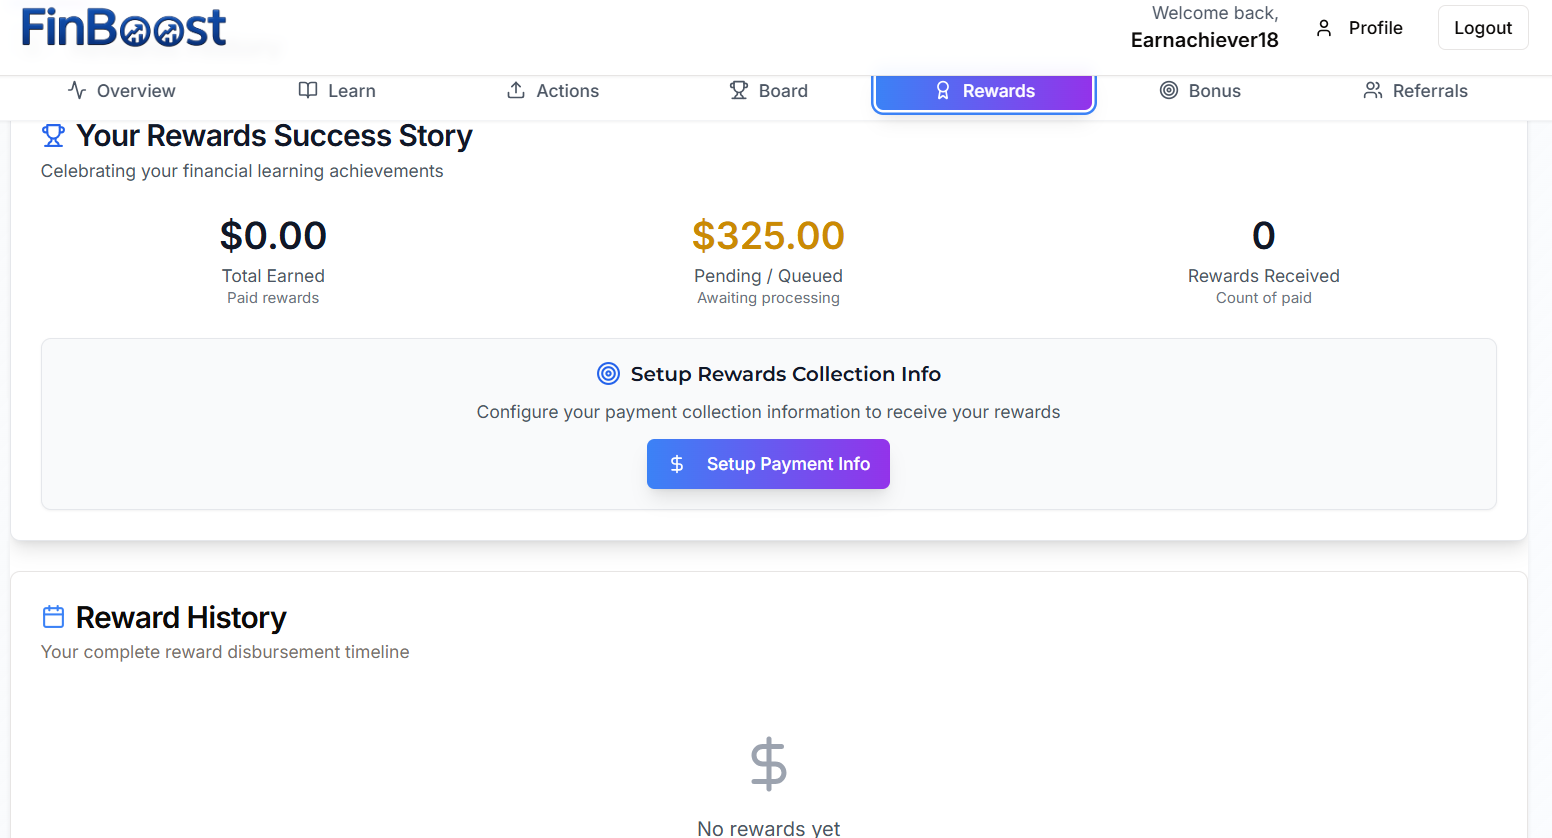 FinBoost
Welcome back,
Earnachiever18
Profile
Logout
Overview
Learn
Actions
Board
Rewards
Bonus
Referrals
Your Rewards Success Story
Celebrating your financial learning achievements
$0.00
Total Earned
Paid rewards
$325.00
Pending / Queued
Awaiting processing
0
Rewards Received
Count of paid
Setup Rewards Collection Info
Configure your payment collection information to receive your rewards
$ Setup Payment Info
Reward History
Your complete reward disbursement timeline
$
No rewards yet